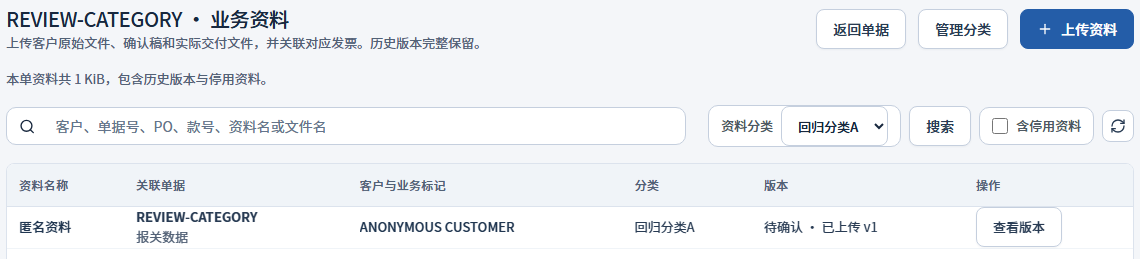 REVIEW-CATEGORY · 业务资料
上传客户原始文件、确认稿和实际交付文件，并关联对应发票。历史版本完整保留。
返回单据
管理分类
+ 上传资料
本单资料共 1 KiB，包含历史版本与停用资料。
客户、单据号、PO、款号、资料名或文件名
资料分类 回归分类A
搜索
含停用资料
资料名称 关联单据 客户与业务标记 分类 版本 操作
匿名资料 REVIEW-CATEGORY ANONYMOUS CUSTOMER 回归分类A 待确认 · 已上传 v1 查看版本
报关数据